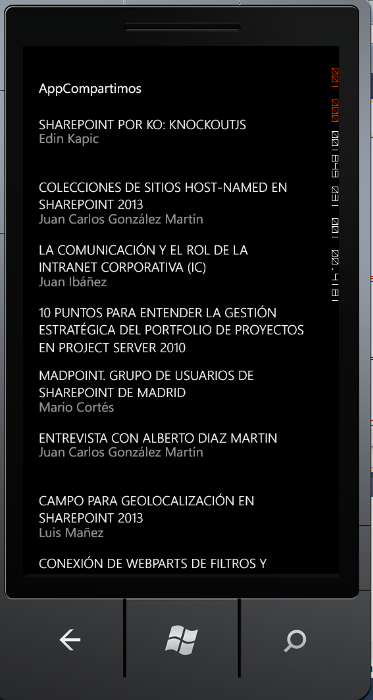 AppCompartimos
SHAREPOINT POR KO: KNOCKOUTJS
Edin Kapic
COLECCIONES DE SITIOS HOST-NAMED EN
SHAREPOINT 2013
Juan Carlos González Martín
LA COMUNICACIÓN Y EL ROL DE LA
INTRANET CORPORATIVA (IC)
Juan Ibáñez
10 PUNTOS PARA ENTENDER LA GESTIÓN
ESTRATÉGICA DEL PORTFOLIO DE PROYECTOS
EN PROJECT SERVER 2010
MADPOINT. GRUPO DE USUARIOS DE
SHAREPOINT DE MADRID
Mario Cortés
ENTREVISTA CON ALBERTO DIAZ MARTIN
Juan Carlos González Martín
CAMPO PARA GEOLOCALIZACIÓN EN
SHAREPOINT 2013
Luis Mañez
CONEXIÓN DE WEBPARTS DE FILTROS Y